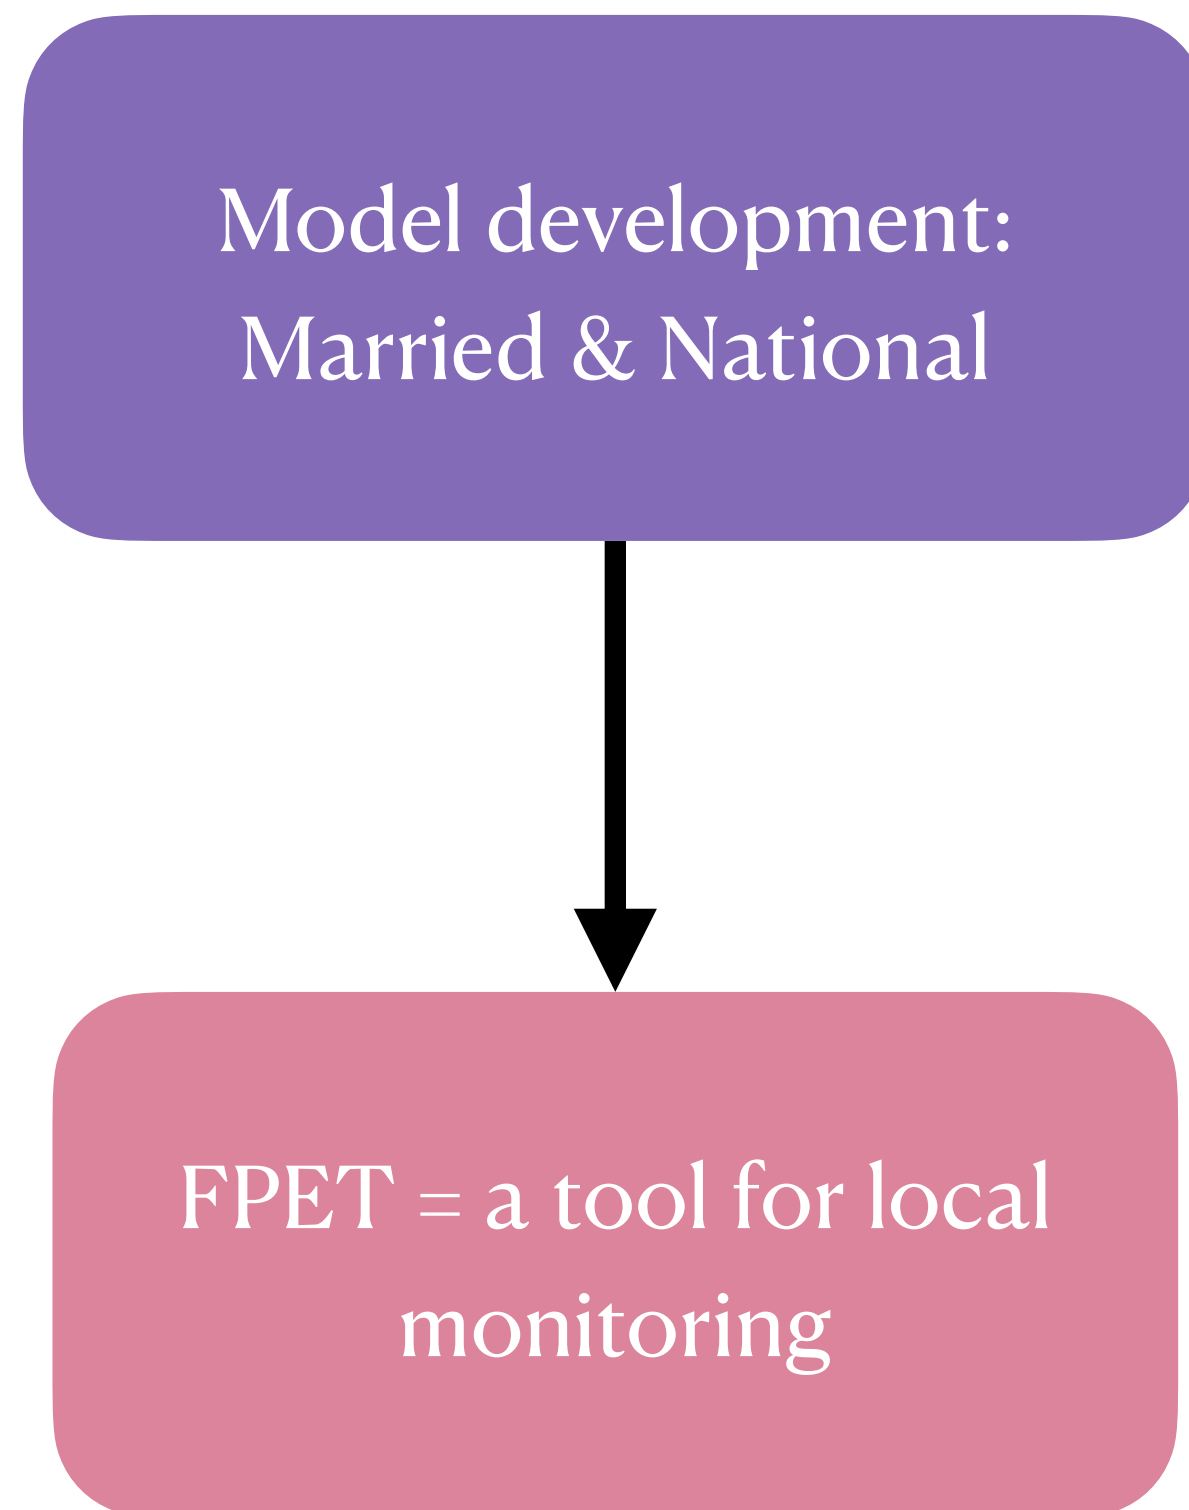 Model development:
Married & National
FPET = a tool for local
monitoring